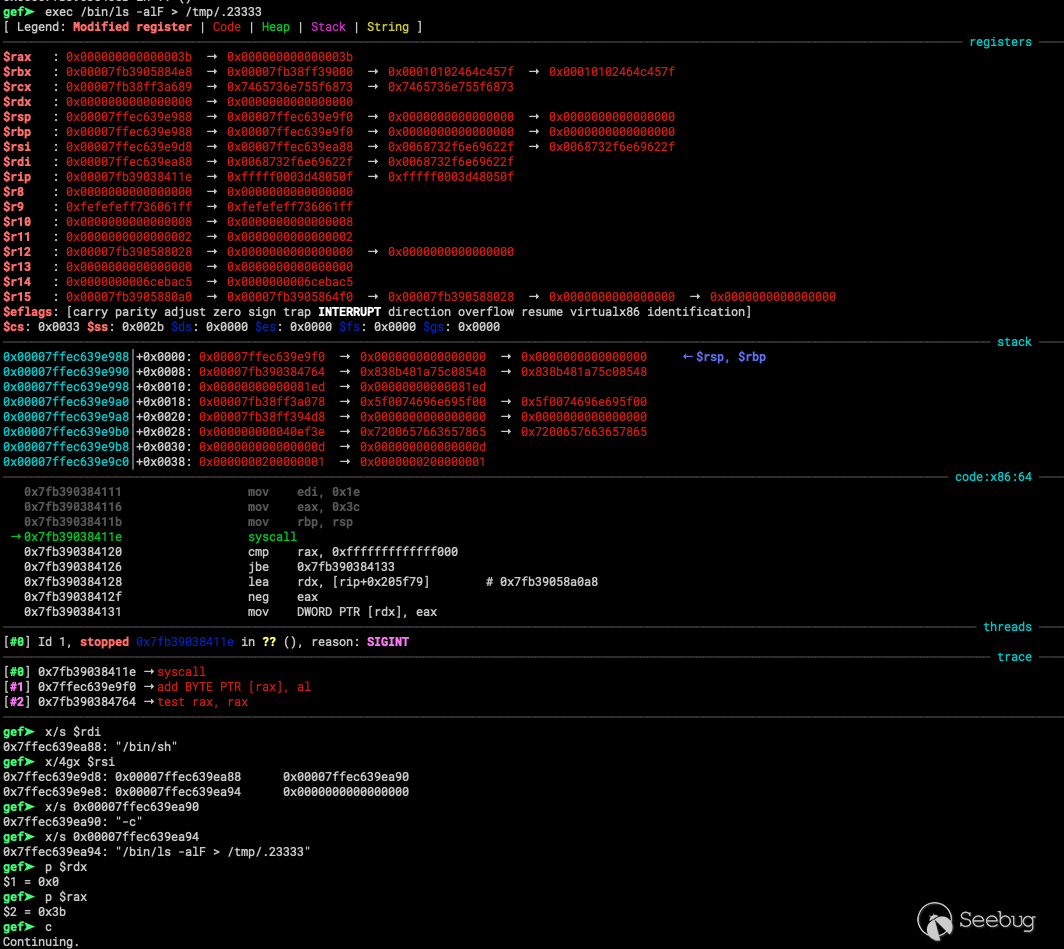 gef➤  exec /bin/ls -alF > /tmp/.23333
[ Legend: Modified register | Code | Heap | Stack | String ]
registers
$rax   : 0x000000000000003b  →  0x000000000000003b
$rbx   : 0x00007fb3905884e8  →  0x00007fb38ff39000  →  0x00010102464c457f  →  0x00010102464c457f
$rcx   : 0x00007fb38ff3a689  →  0x7465736e755f6873  →  0x7465736e755f6873
$rdx   : 0x0000000000000000  →  0x0000000000000000
$rsp   : 0x00007ffec639e988  →  0x00007ffec639e9f0  →  0x0000000000000000  →  0x0000000000000000
$rbp   : 0x00007ffec639e988  →  0x00007ffec639e9f0  →  0x0000000000000000  →  0x0000000000000000
$rsi   : 0x00007ffec639e9d8  →  0x00007ffec639ea88  →  0x0068732f6e69622f  →  0x0068732f6e69622f
$rdi   : 0x00007ffec639ea88  →  0x0068732f6e69622f  →  0x0068732f6e69622f
$rip   : 0x00007fb39038411e  →  0xfffff0003d48050f  →  0xfffff0003d48050f
$r8    : 0x0000000000000000  →  0x0000000000000000
$r9    : 0xfefefeff736061ff  →  0xfefefeff736061ff
$r10   : 0x0000000000000008  →  0x0000000000000008
$r11   : 0x0000000000000002  →  0x0000000000000002
$r12   : 0x00007fb390588028  →  0x0000000000000000  →  0x0000000000000000
$r13   : 0x0000000000000000  →  0x0000000000000000
$r14   : 0x0000000006cebac5  →  0x0000000006cebac5
$r15   : 0x00007fb3905880a0  →  0x00007fb3905864f0  →  0x00007fb390588028  →  0x0000000000000000  →  0x0000000000000000
$eflags: [carry parity adjust zero sign trap INTERRUPT direction overflow resume virtualx86 identification]
$cs: 0x0033 $ss: 0x002b $ds: 0x0000 $es: 0x0000 $fs: 0x0000 $gs: 0x0000
stack
0x00007ffec639e988│+0x0000: 0x00007ffec639e9f0  →  0x0000000000000000  →  0x0000000000000000     ←$rsp, $rbp
0x00007ffec639e990│+0x0008: 0x00007fb390384764  →  0x838b481a75c08548  →  0x838b481a75c08548
0x00007ffec639e998│+0x0010: 0x00000000000081ed  →  0x00000000000081ed
0x00007ffec639e9a0│+0x0018: 0x00007fb38ff3a078  →  0x5f0074696e695f00  →  0x5f0074696e695f00
0x00007ffec639e9a8│+0x0020: 0x00007fb38ff394d8  →  0x0000000000000000  →  0x0000000000000000
0x00007ffec639e9b0│+0x0028: 0x000000000040ef3e  →  0x7200657663657865  →  0x7200657663657865
0x00007ffec639e9b8│+0x0030: 0x000000000000000d  →  0x000000000000000d
0x00007ffec639e9c0│+0x0038: 0x0000000200000001  →  0x0000000200000001
code:x86:64
0x7fb390384111                  mov    edi, 0x1e
0x7fb390384116                  mov    eax, 0x3c
0x7fb39038411b                  mov    rbp, rsp
→0x7fb39038411e                  syscall
0x7fb390384120                  cmp    rax, 0xfffffffffffff000
0x7fb390384126                  jbe    0x7fb390384133
0x7fb390384128                  lea    rdx, [rip+0x205f79]        # 0x7fb39058a0a8
0x7fb39038412f                  neg    eax
0x7fb390384131                  mov    DWORD PTR [rdx], eax
threads
[#0] Id 1, stopped 0x7fb39038411e in ?? (), reason: SIGINT
trace
[#0] 0x7fb39038411e →syscall
[#1] 0x7ffec639e9f0 →add BYTE PTR [rax], al
[#2] 0x7fb390384764 →test rax, rax
gef➤  x/s $rdi
0x7ffec639ea88: "/bin/sh"
gef➤  x/4gx $rsi
0x7ffec639e9d8: 0x00007ffec639ea88      0x00007ffec639ea90
0x7ffec639e9e8: 0x00007ffec639ea94      0x0000000000000000
gef➤  x/s 0x00007ffec639ea90
0x7ffec639ea90: "-c"
gef➤  x/s 0x00007ffec639ea94
0x7ffec639ea94: "/bin/ls -alF > /tmp/.23333"
gef➤  p $rdx
$1 = 0x0
gef➤  p $rax
$2 = 0x3b
gef➤  c
Continuing.
Seebug